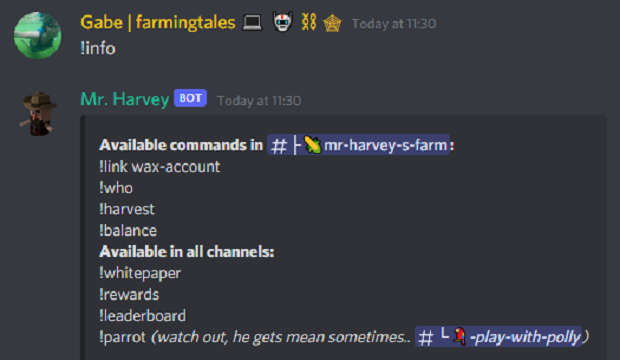 Gabe | farmingtales Today at 11:30
!info
Mr. Harvey BOT Today at 11:30
Available commands in # ├ 🌽 mr-harvey-s-farm:
!link wax-account
!who
!harvest
!balance
Available in all channels:
!whitepaper
!rewards
!leaderboard
!parrot (watch out, he gets mean sometimes.. # └ 🦜-play-with-polly)